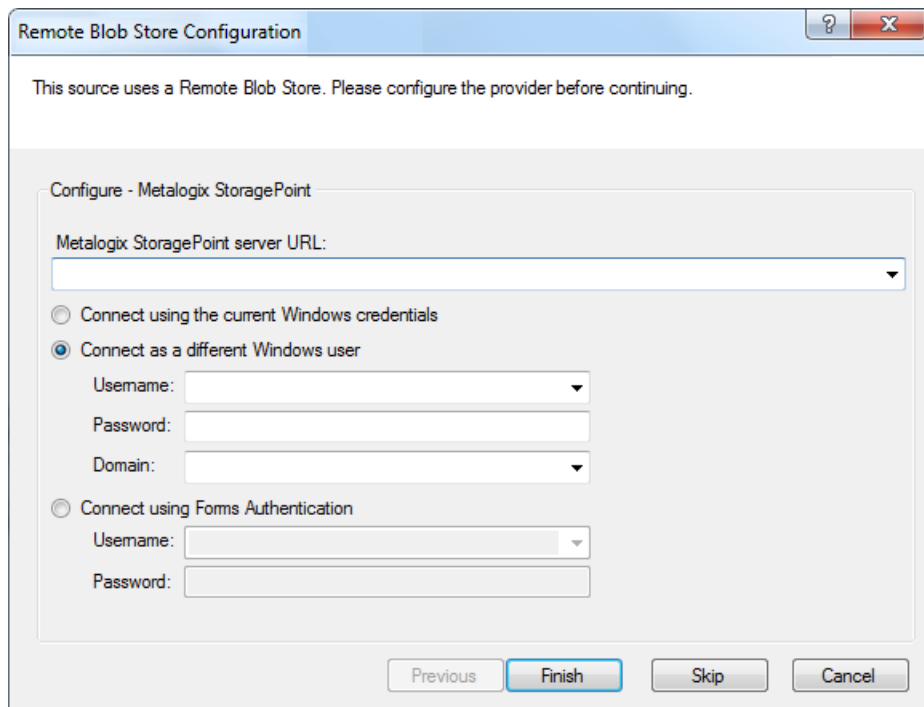 Remote Blob Store Configuration
?
This source uses a Remote Blob Store. Please configure the provider before continuing.
Configure - Metalogix StoragePoint
Metalogix StoragePoint server URL:
Connect using the current Windows credentials
Connect as a different Windows user
Username:
Password:
Domain:
Connect using Forms Authentication
Username:
Password:
Previous Finish Skip Cancel